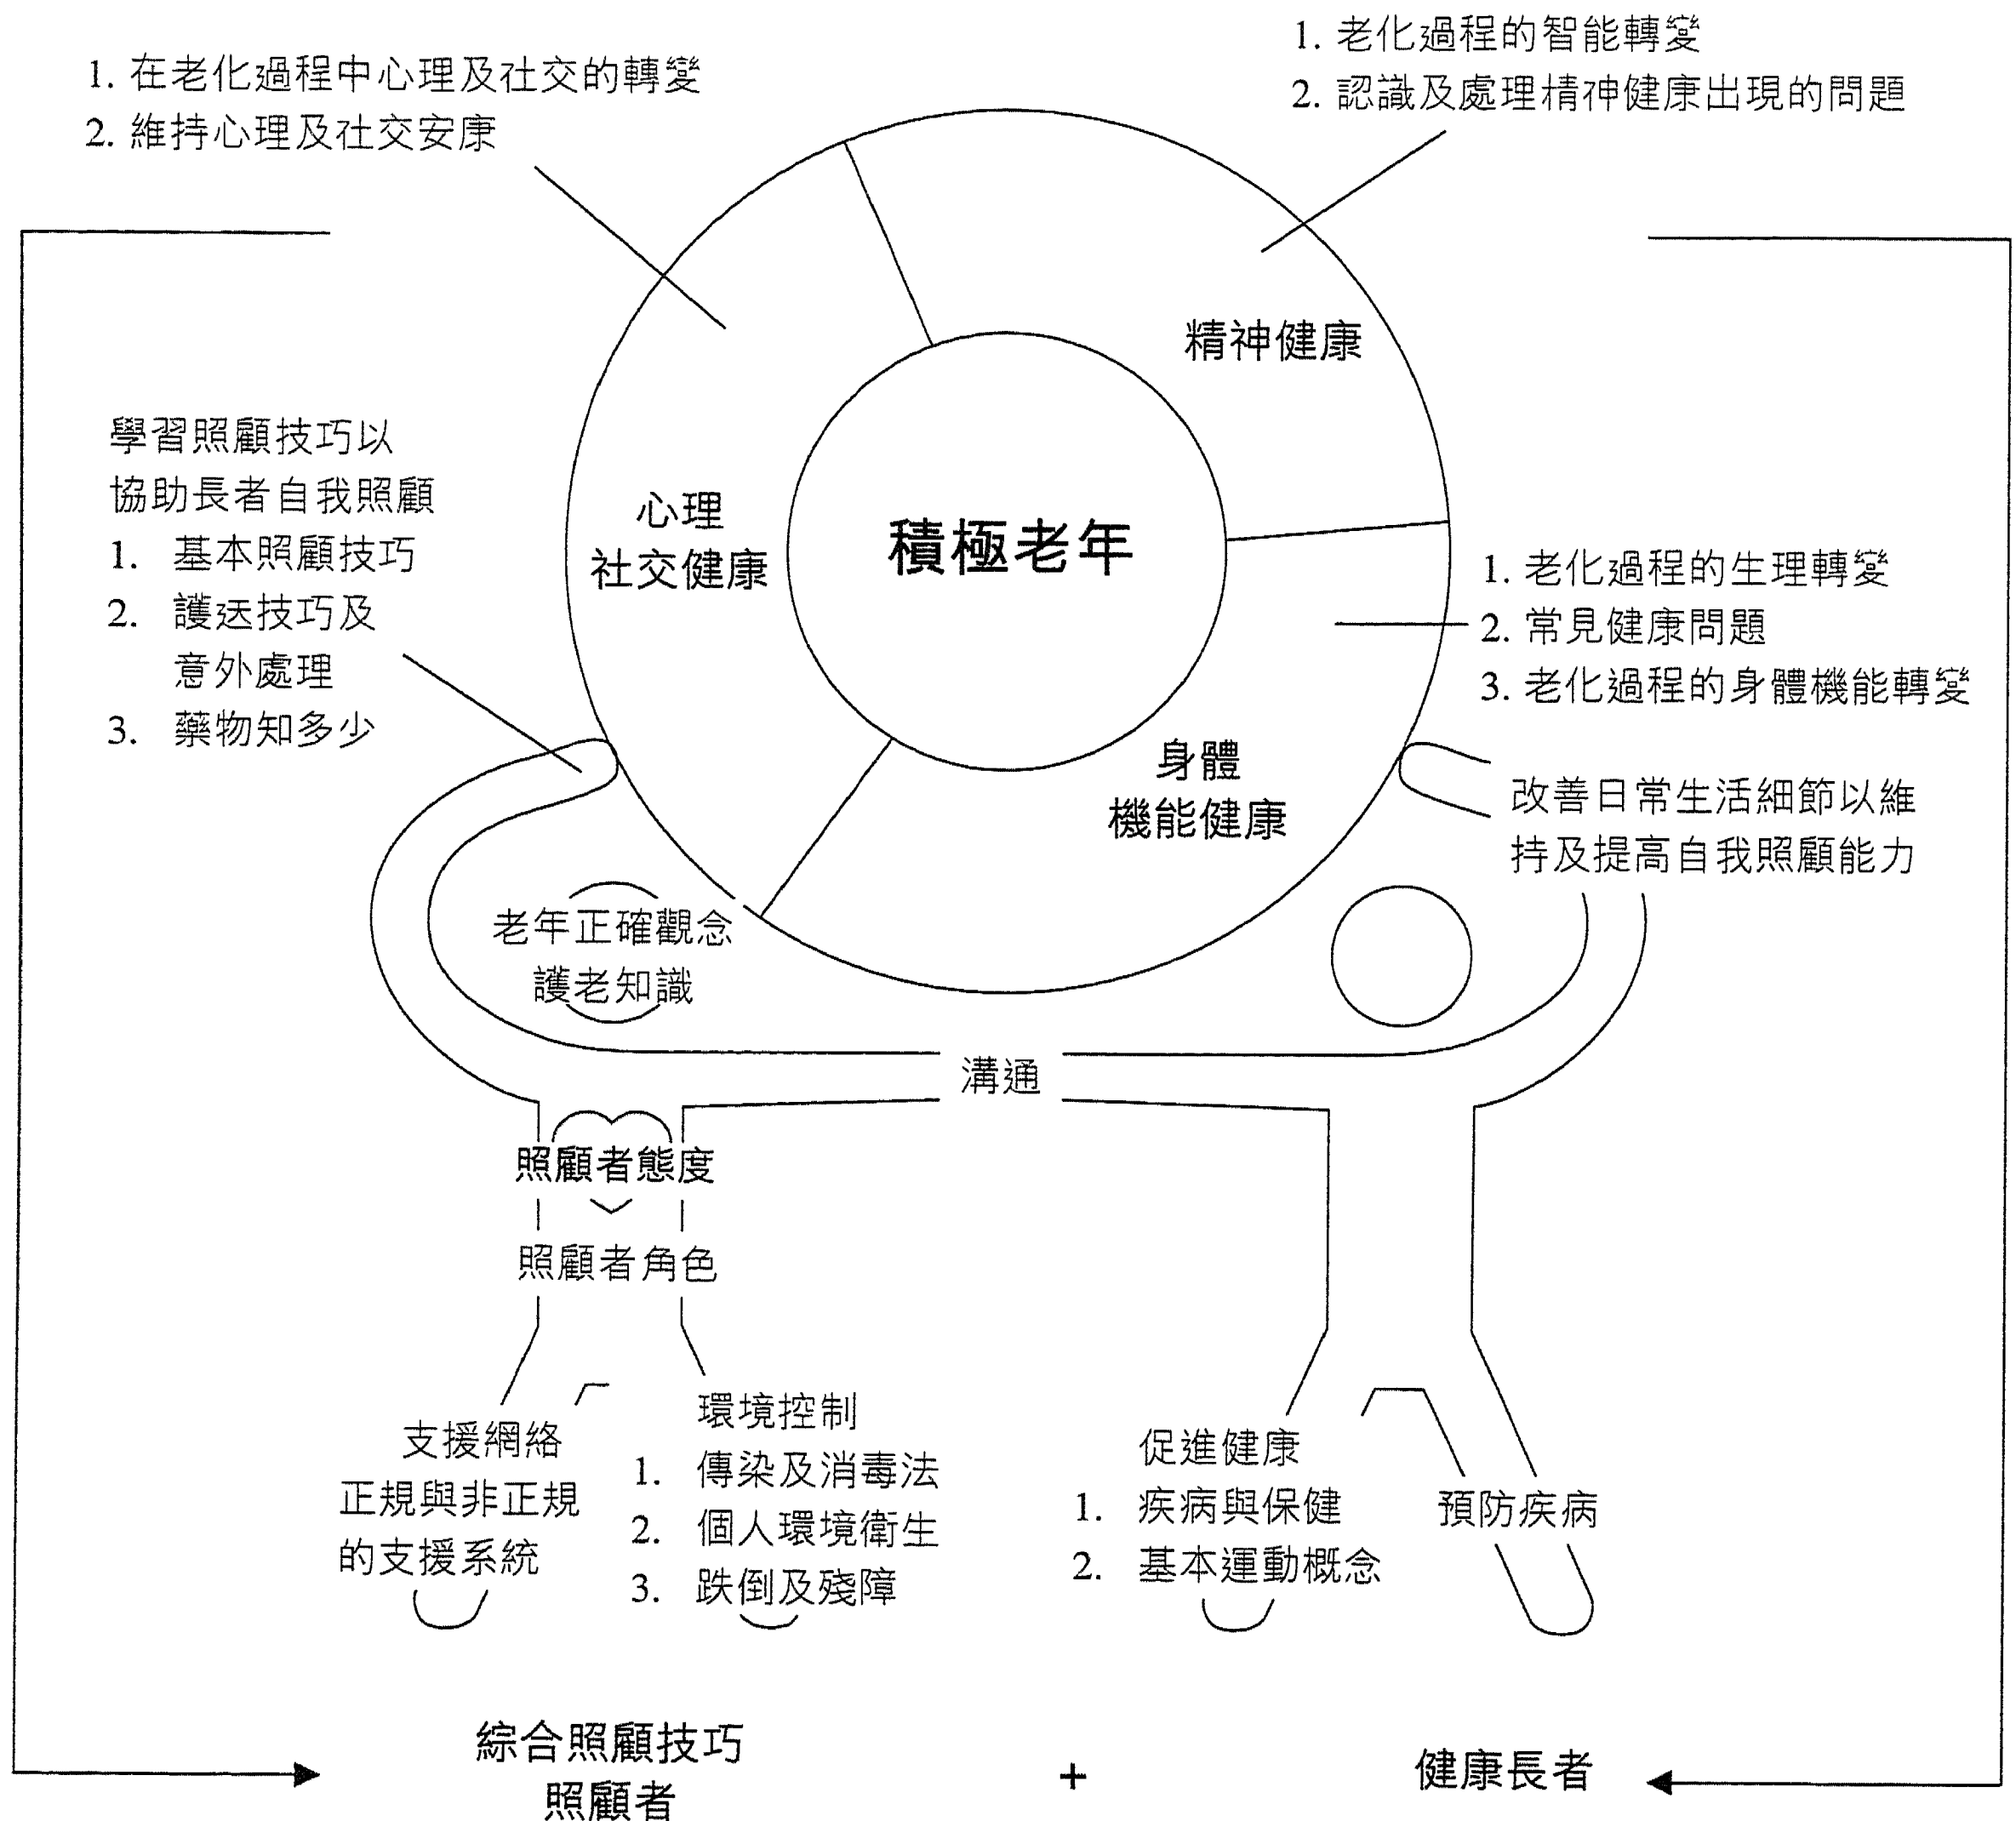 1. 在老化過程中心理及社交的轉變
2. 維持心理及社交安康
1. 老化過程的智能轉變
2. 認識及處理精神健康出現的問題
精神健康
學習照顧技巧以
協助長者自我照顧
1. 基本照顧技巧
2. 護送技巧及
意外處理
3. 藥物知多少
心理
社交健康
積極老年
1. 老化過程的生理轉變
2. 常見健康問題
3. 老化過程的身體機能轉變
身體
機能健康
改善日常生活細節以維
持及提高自我照顧能力
老年正確觀念
護老知識
溝通
照顧者態度
照顧者角色
支援網絡
正規與非正規
的支援系統
環境控制
1. 傳染及消毒法
2. 個人環境衛生
3. 跌倒及殘障
促進健康
1. 疾病與保健
2. 基本運動概念
預防疾病
綜合照顧技巧
照顧者
+
健康長者